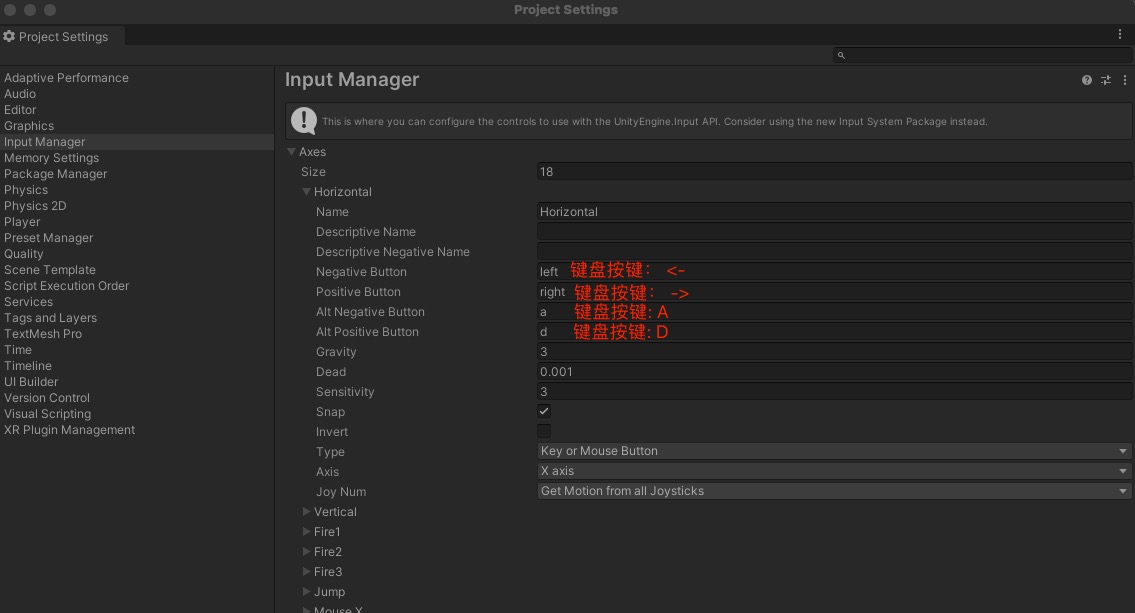 Project Settings
Project Settings
Adaptive Performance
Audio
Editor
Graphics
Input Manager
Memory Settings
Package Manager
Physics
Physics 2D
Player
Preset Manager
Quality
Scene Template
Script Execution Order
Services
Tags and Layers
TextMesh Pro
Time
Timeline
UI Builder
Version Control
Visual Scripting
XR Plugin Management
Input Manager
This is where you can configure the controls to use with the UnityEngine.Input API. Consider using the new Input System Package instead.
Axes
Size 18
Horizontal
Name Horizontal
Descriptive Name
Descriptive Negative Name
Negative Button left 键盘按键： <-
Positive Button right 键盘按键： ->
Alt Negative Button a 键盘按键: A
Alt Positive Button d 键盘按键: D
Gravity 3
Dead 0.001
Sensitivity 3
Snap
Invert
Type Key or Mouse Button
Axis X axis
Joy Num Get Motion from all Joysticks
Vertical
Fire1
Fire2
Fire3
Jump
Mouse X